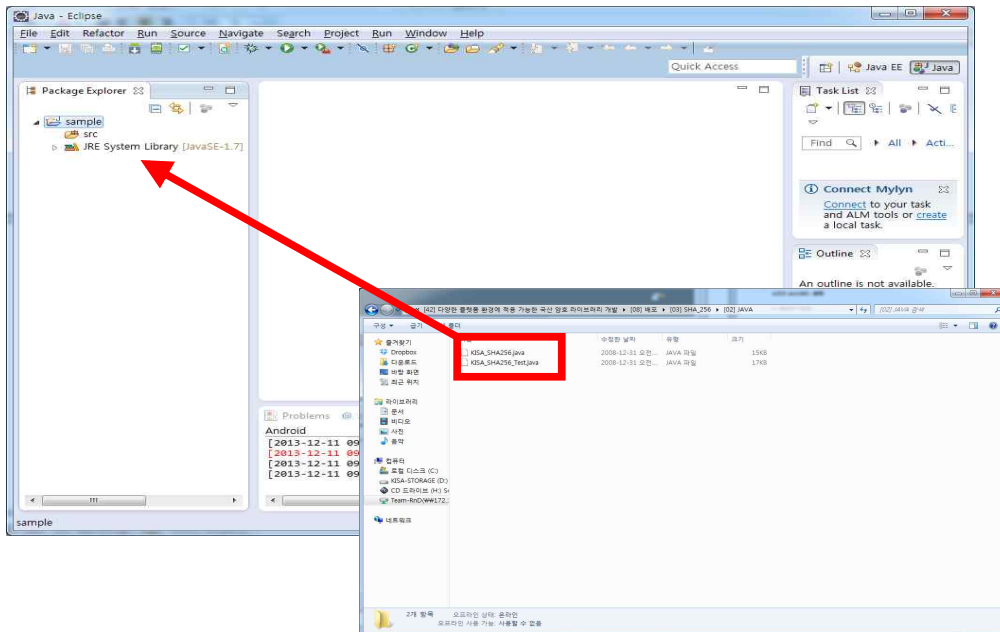 Java - Eclipse
File Edit Refactor Run Source Navigate Search Project Run Window Help
Quick Access
Java EE
Java
Package Explorer
sample
src
JRE System Library [JavaSE-1.7]
Task List
Find
All
Acti...
Connect Mylyn
Connect to your task
and ALM tools or create
a local task.
Outline
An outline is not available.
Problems
Android
[2013-12-11 09
[2013-12-11 09
[2013-12-11 09
[2013-12-11 09
sample
[42] 다양한 플랫폼 환경에 적용 가능한 국산 암호 라이브러리 개발 ▸ [08] 배포 ▸ [03] SHA_256 ▸ [02] JAVA
[02] JAVA 검색
구성
공기
수정한 날짜 유형 크기
KISA_SHA256.java 2008-12-31 오전... JAVA 파일 15KB
KISA_SHA256_Test.java 2008-12-31 오전... JAVA 파일 17KB
즐겨찾기
Dropbox
다운로드
바탕 화면
최근 위치
라이브러리
문서
비디오
사진
음악
컴퓨터
로컬 디스크 (C:)
KISA-STORAGE (D:)
CD 드라이브 (H:) S
Team-RnD(₩₩172.
네트워크
2개 항목
오프라인 상태: 온라인
오프라인 사용 가능: 사용할 수 없음